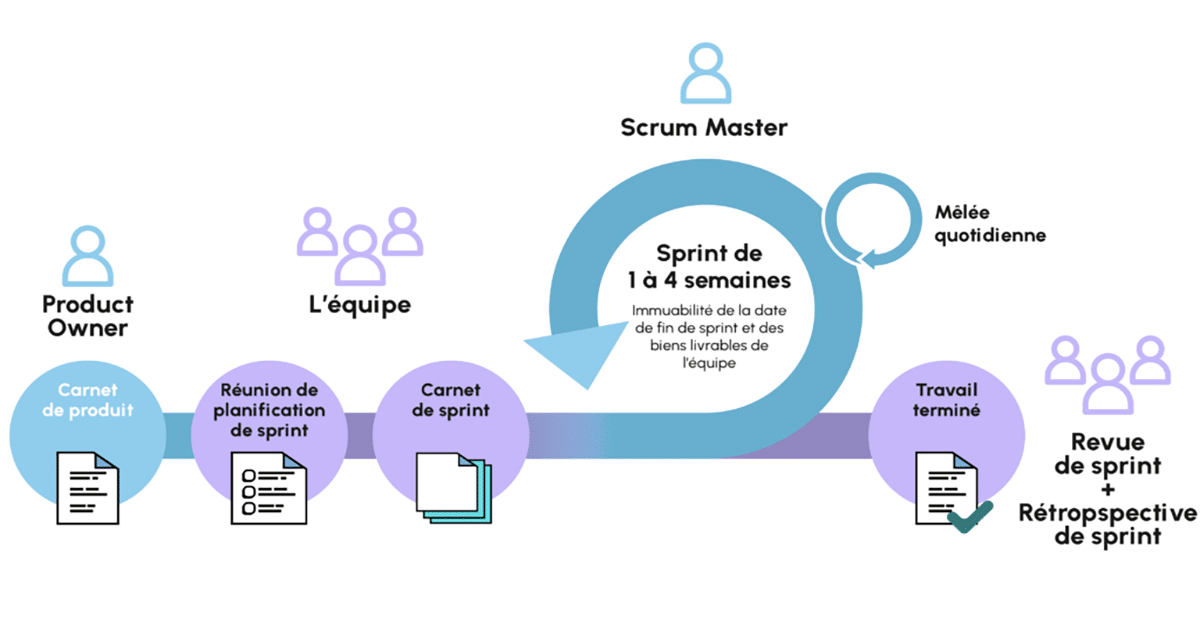 Scrum Master
Mêlée
quotidienne
Sprint de
1 à 4 semaines
Immuabilité de la date
de fin de sprint et des
biens livrables de
l'équipe
Product
Owner
L'équipe
Carnet
de produit
Réunion de
planification
de sprint
Carnet
de sprint
Travail
terminé
Revue
de sprint
+
Rétropspective
de sprint